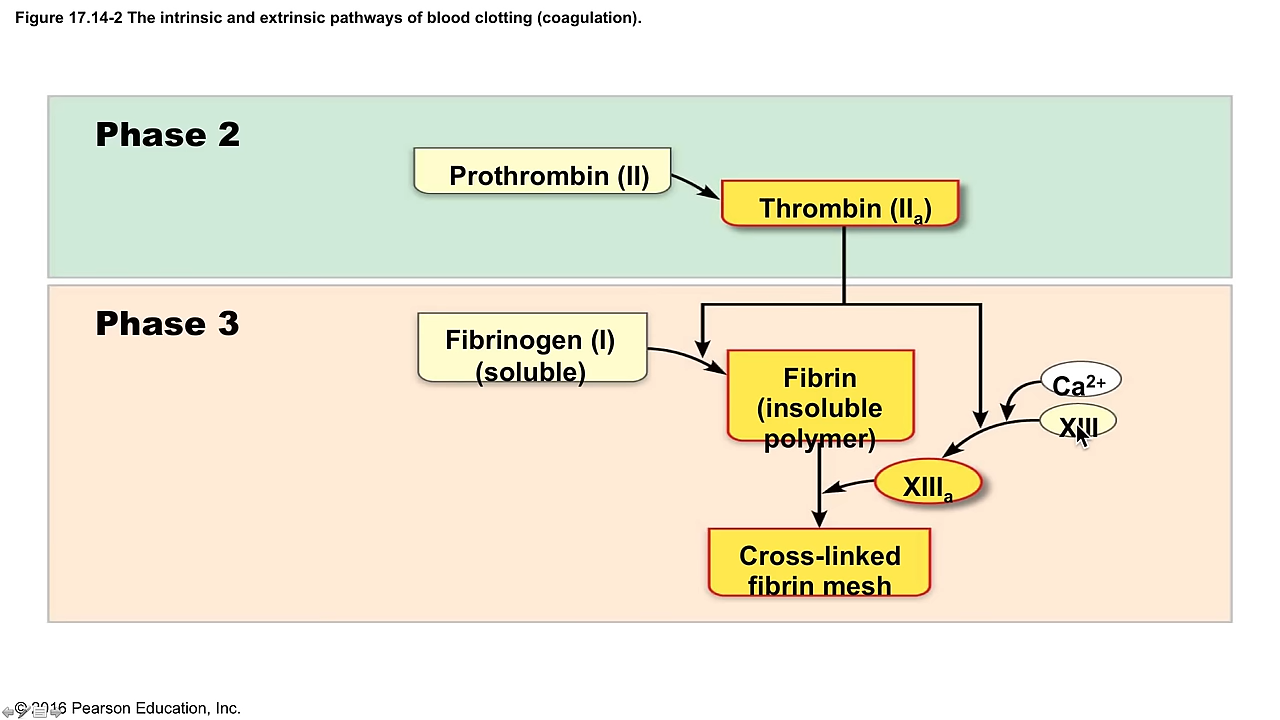 Figure 17.14-2 The intrinsic and extrinsic pathways of blood clotting (coagulation).
Phase 2
Prothrombin (II)
Thrombin (IIa)
Phase 3
Fibrinogen (I)
(soluble)
Fibrin
(insoluble
polymer)
Ca2+
XIII
XIIIa
Cross-linked
fibrin mesh
© 2016 Pearson Education, Inc.